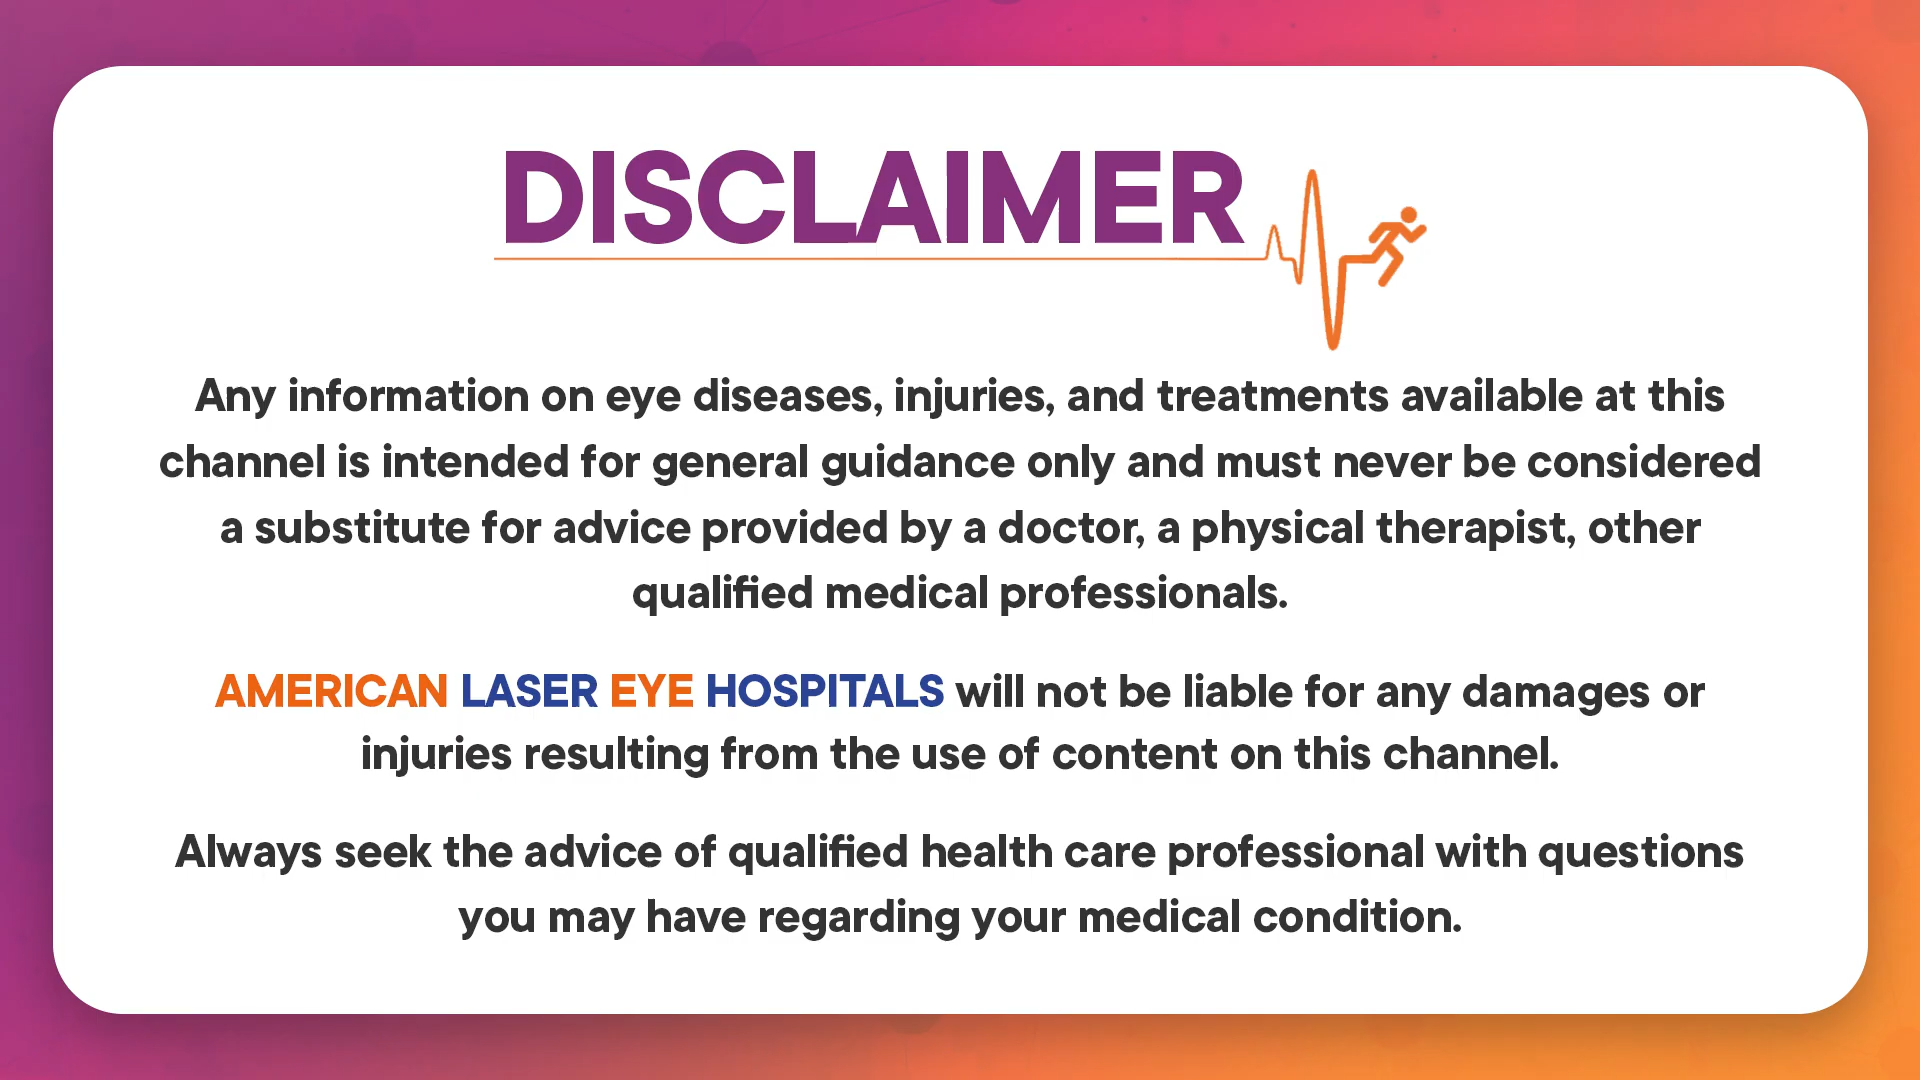 DISCLAIMER
Any information on eye diseases, injuries, and treatments available at this
channel is intended for general guidance only and must never be considered
a substitute for advice provided by a doctor, a physical therapist, other
qualified medical professionals.
AMERICAN LASER EYE HOSPITALS will not be liable for any damages or
injuries resulting from the use of content on this channel.
Always seek the advice of qualified health care professional with questions
you may have regarding your medical condition.